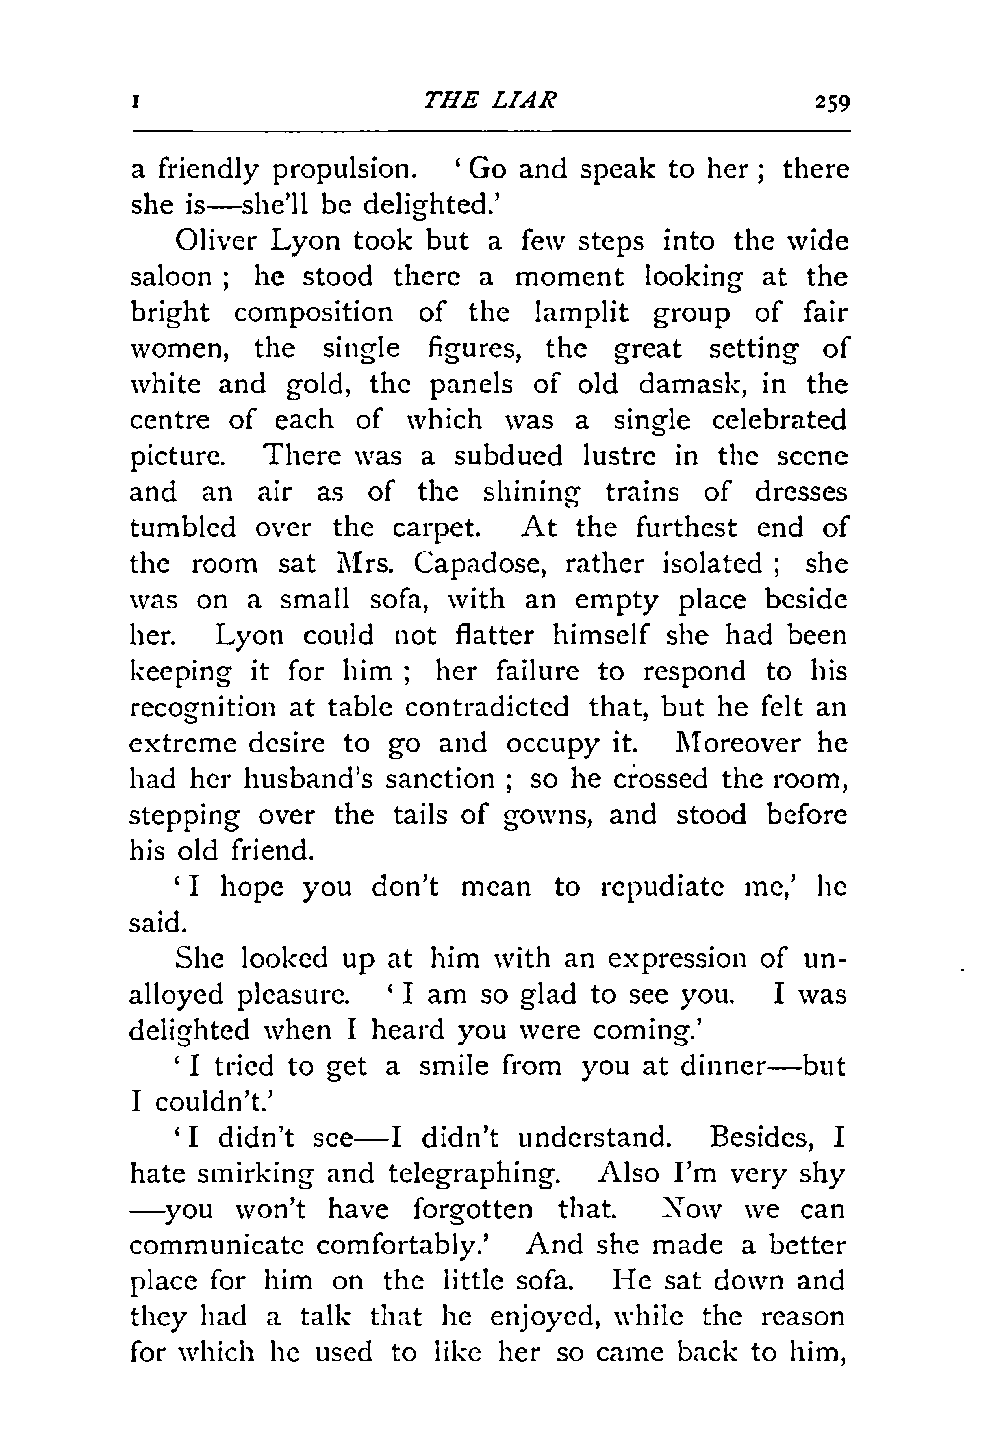 I THE LIAR 259
a friendly propulsion. ‘Go and speak to her; there
she is—she’ll be delighted.’
Oliver Lyon took but a few steps into the wide
saloon; he stood there a moment looking at the
bright composition of the lamplit group of fair
women, the single figures, the great setting of
white and gold, the panels of old damask, in the
centre of each of which was a single celebrated
picture. There was a subdued lustre in the scene
and an air as of the shining trains of dresses
tumbled over the carpet. At the furthest end of
the room sat Mrs. Capadose, rather isolated; she
was on a small sofa, with an empty place beside
her. Lyon could not flatter himself she had been
keeping it for him; her failure to respond to his
recognition at table contradicted that, but he felt an
extreme desire to go and occupy it. Moreover he
had her husband’s sanction; so he crossed the room,
stepping over the tails of gowns, and stood before
his old friend.
‘I hope you don’t mean to repudiate me,’ he
said.
She looked up at him with an expression of un-
alloyed pleasure. ‘I am so glad to see you. I was
delighted when I heard you were coming.’
‘I tried to get a smile from you at dinner—but
I couldn’t.’
‘I didn’t see—I didn’t understand. Besides, I
hate smirking and telegraphing. Also I’m very shy
—you won’t have forgotten that. Now we can
communicate comfortably.’ And she made a better
place for him on the little sofa. He sat down and
they had a talk that he enjoyed, while the reason
for which he used to like her so came back to him,